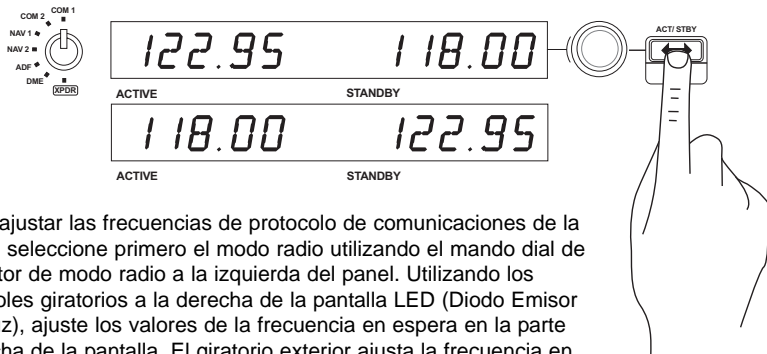 COM 1
COM 2
NAV 1
NAV 2
ADF
DME
XPDR
122.95 118.00
ACT/ STBY
ACTIVE STANDBY
118.00 122.95
ACTIVE STANDBY
ajustar las frecuencias de protocolo de comunicaciones de la
seleccione primero el modo radio utilizando el mando dial de
tor de modo radio a la izquierda del panel. Utilizando los
oles giratorios a la derecha de la pantalla LED (Diodo Emisor
uz), ajuste los valores de la frecuencia en espera en la parte
cha de la pantalla. El giratorio exterior ajusta la frecuencia en